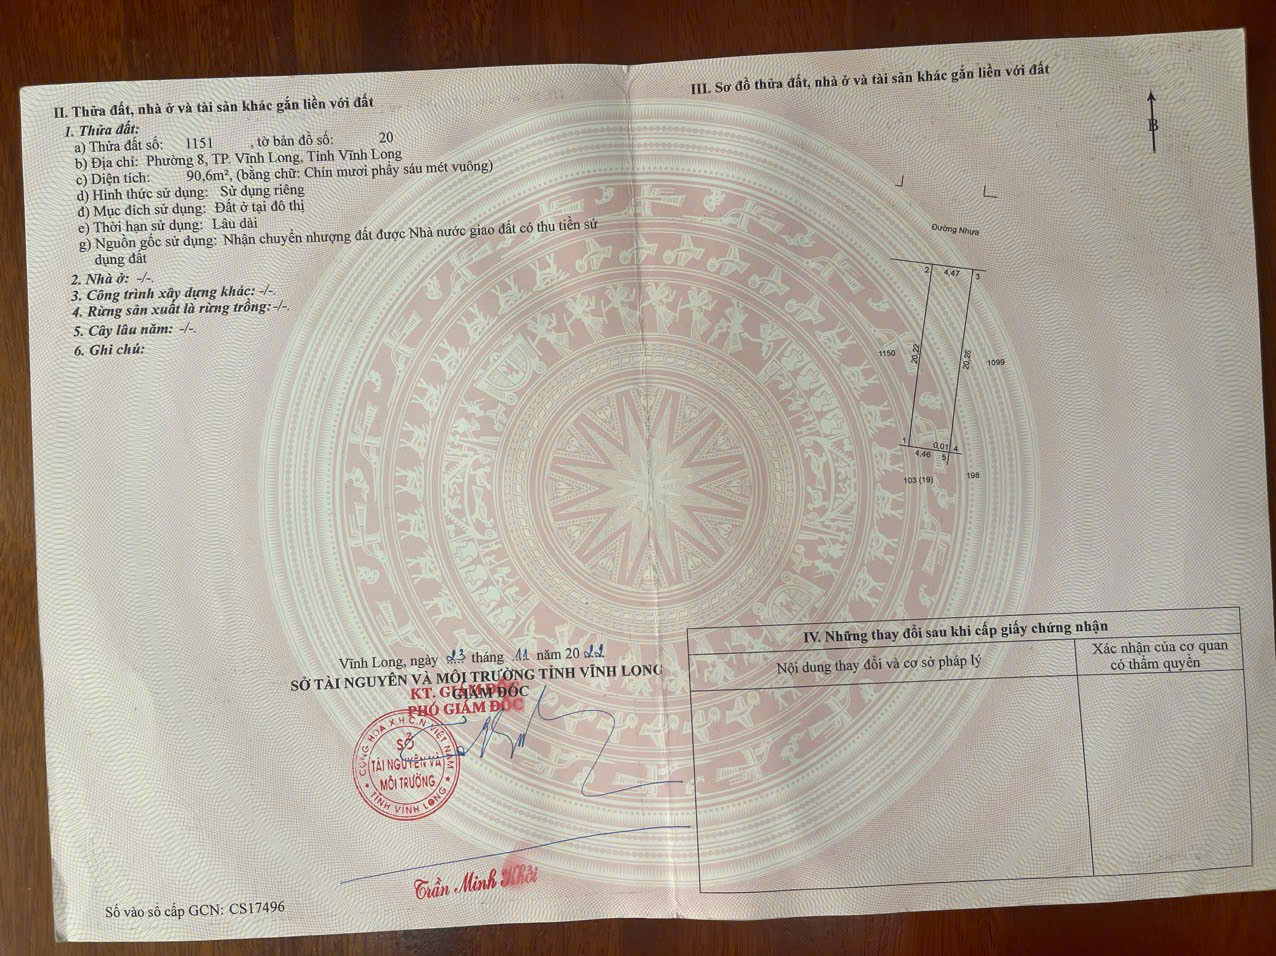 II. Thửa đất, nhà ở và tài sản khác gắn liền với đất
1. Thửa đất:
a) Thửa đất số: 1151 , tờ bản đồ số: 20
b) Địa chỉ: Phường 8, TP. Vĩnh Long, Tỉnh Vĩnh Long
c) Diện tích: 90,6m², (bằng chữ: Chín mươi phẩy sáu mét vuông)
d) Hình thức sử dụng: Sử dụng riêng
đ) Mục đích sử dụng: Đất ở tại đô thị
e) Thời hạn sử dụng: Lâu dài
g) Nguồn gốc sử dụng: Nhận chuyển nhượng đất được Nhà nước giao đất có thu tiền sử
dụng đất
2. Nhà ở: -/-.
3. Công trình xây dựng khác: -/-.
4. Rừng sản xuất là rừng trồng: -/-.
5. Cây lâu năm: -/-.
6. Ghi chú:
Vĩnh Long, ngày 23 tháng 11 năm 2022
SỞ TÀI NGUYÊN VÀ MÔI TRƯỜNG TỈNH VĨNH LONG
KT. GIÁM ĐỐC
GIÁM ĐỐC
PHÓ GIÁM ĐỐC
CỘNG HÒA X.H.C.N VIỆT NAM
SỞ
TÀI NGUYÊN VÀ
MÔI TRƯỜNG
TỈNH VĨNH LONG
Trần Minh Khởi
Số vào sổ cấp GCN: CS17496
III. Sơ đồ thửa đất, nhà ở và tài sản khác gắn liền với đất
B
Đường Nhựa
2 4,47 3
20,22
20,26
1150
1099
1 0,01 4
4,46 5
103 (19)
198
IV. Những thay đổi sau khi cấp giấy chứng nhận
Nội dung thay đổi và cơ sở pháp lý
Xác nhận của cơ quan
có thẩm quyền